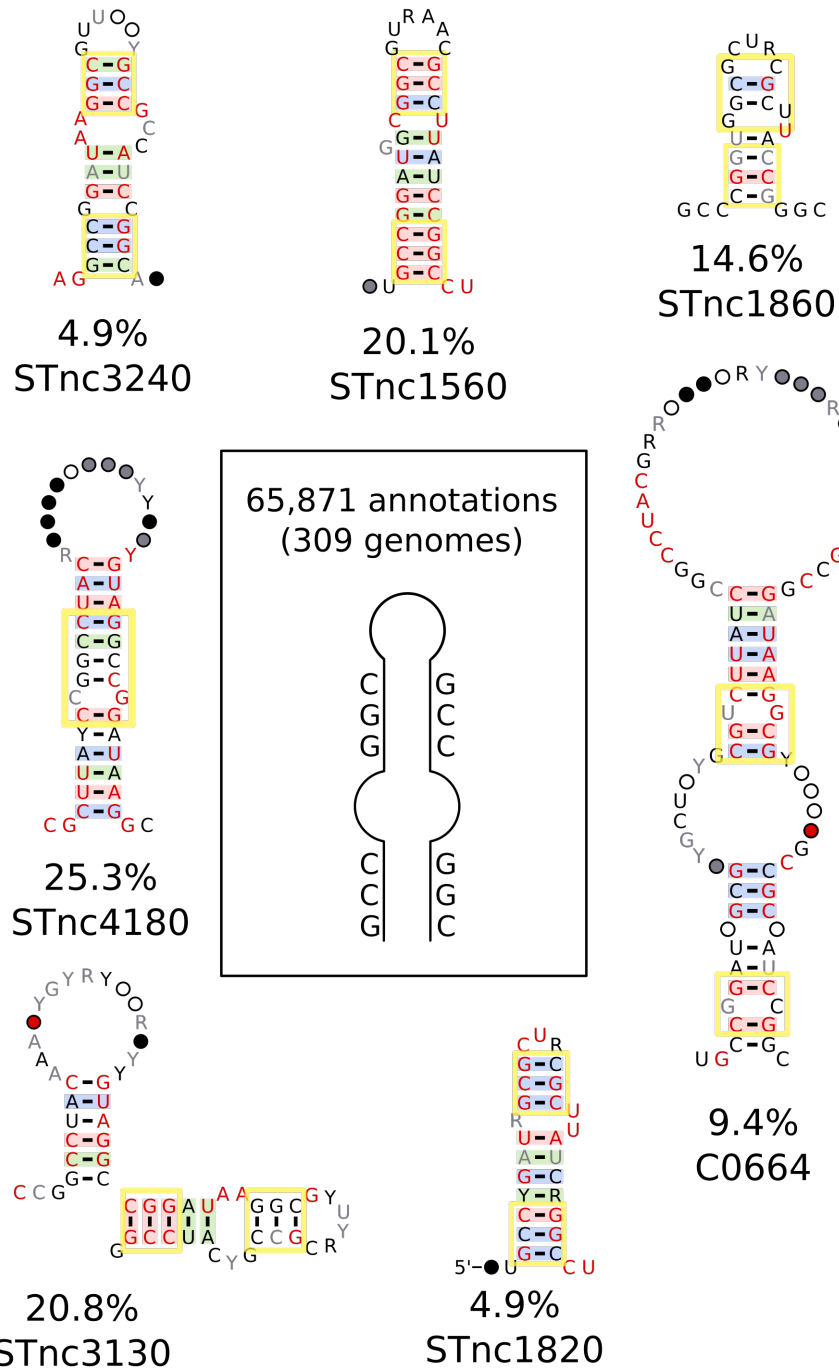 U U
G Y
C-G
G-C
G-C
A G
C
A C
U-A
A-U
G-C
G C
C-G
C-G
G-C
A G A
4.9%
STnc3240
U R A A
G C
C-G
G-C
G-C
C U
G-U
G
U-A
A-U
G-C
G-C
C-G
C-G
G-C
U C U
20.1%
STnc1560
C U R
G C
C-G
G-C
G U
U
U-A
G-C
G-C
C-G
G C C G G C
14.6%
STnc1860
Y
Y
R Y
C-G
A-U
U-A
C-G
C-G
G-C
G-C
C G
C-G
Y-A
A-U
U-A
U-A
C-G
C G G C
25.3%
STnc4180
65,871 annotations
(309 genomes)
C G
G C
G C
C G
C G
G C
R Y
R R
R
G
C
A
U
C
C G
G C
G C G
C-G
U-A
A-U
U-A
U-A
C-G
U G
G-C
C-G
G Y
Y
U
C
G G
Y C
G-C
C-G
G-C
U-A
A-U
G-C
G C
C-G
C-G
U G C
9.4%
C0664
Y G Y R Y
R
A Y
A Y
A
C-G
A-U
U-A
C-G
C-G
G-C
C C G
C G G A U A A G G C G Y U
Y
G G C C U A C Y G C C G C R
20.8%
STnc3130
C U R
G-C
C-G
G-C
R U
U
U-A
A-U
G-C
Y-R
C-G
C-G
G-C
5'- U C U
4.9%
STnc1820